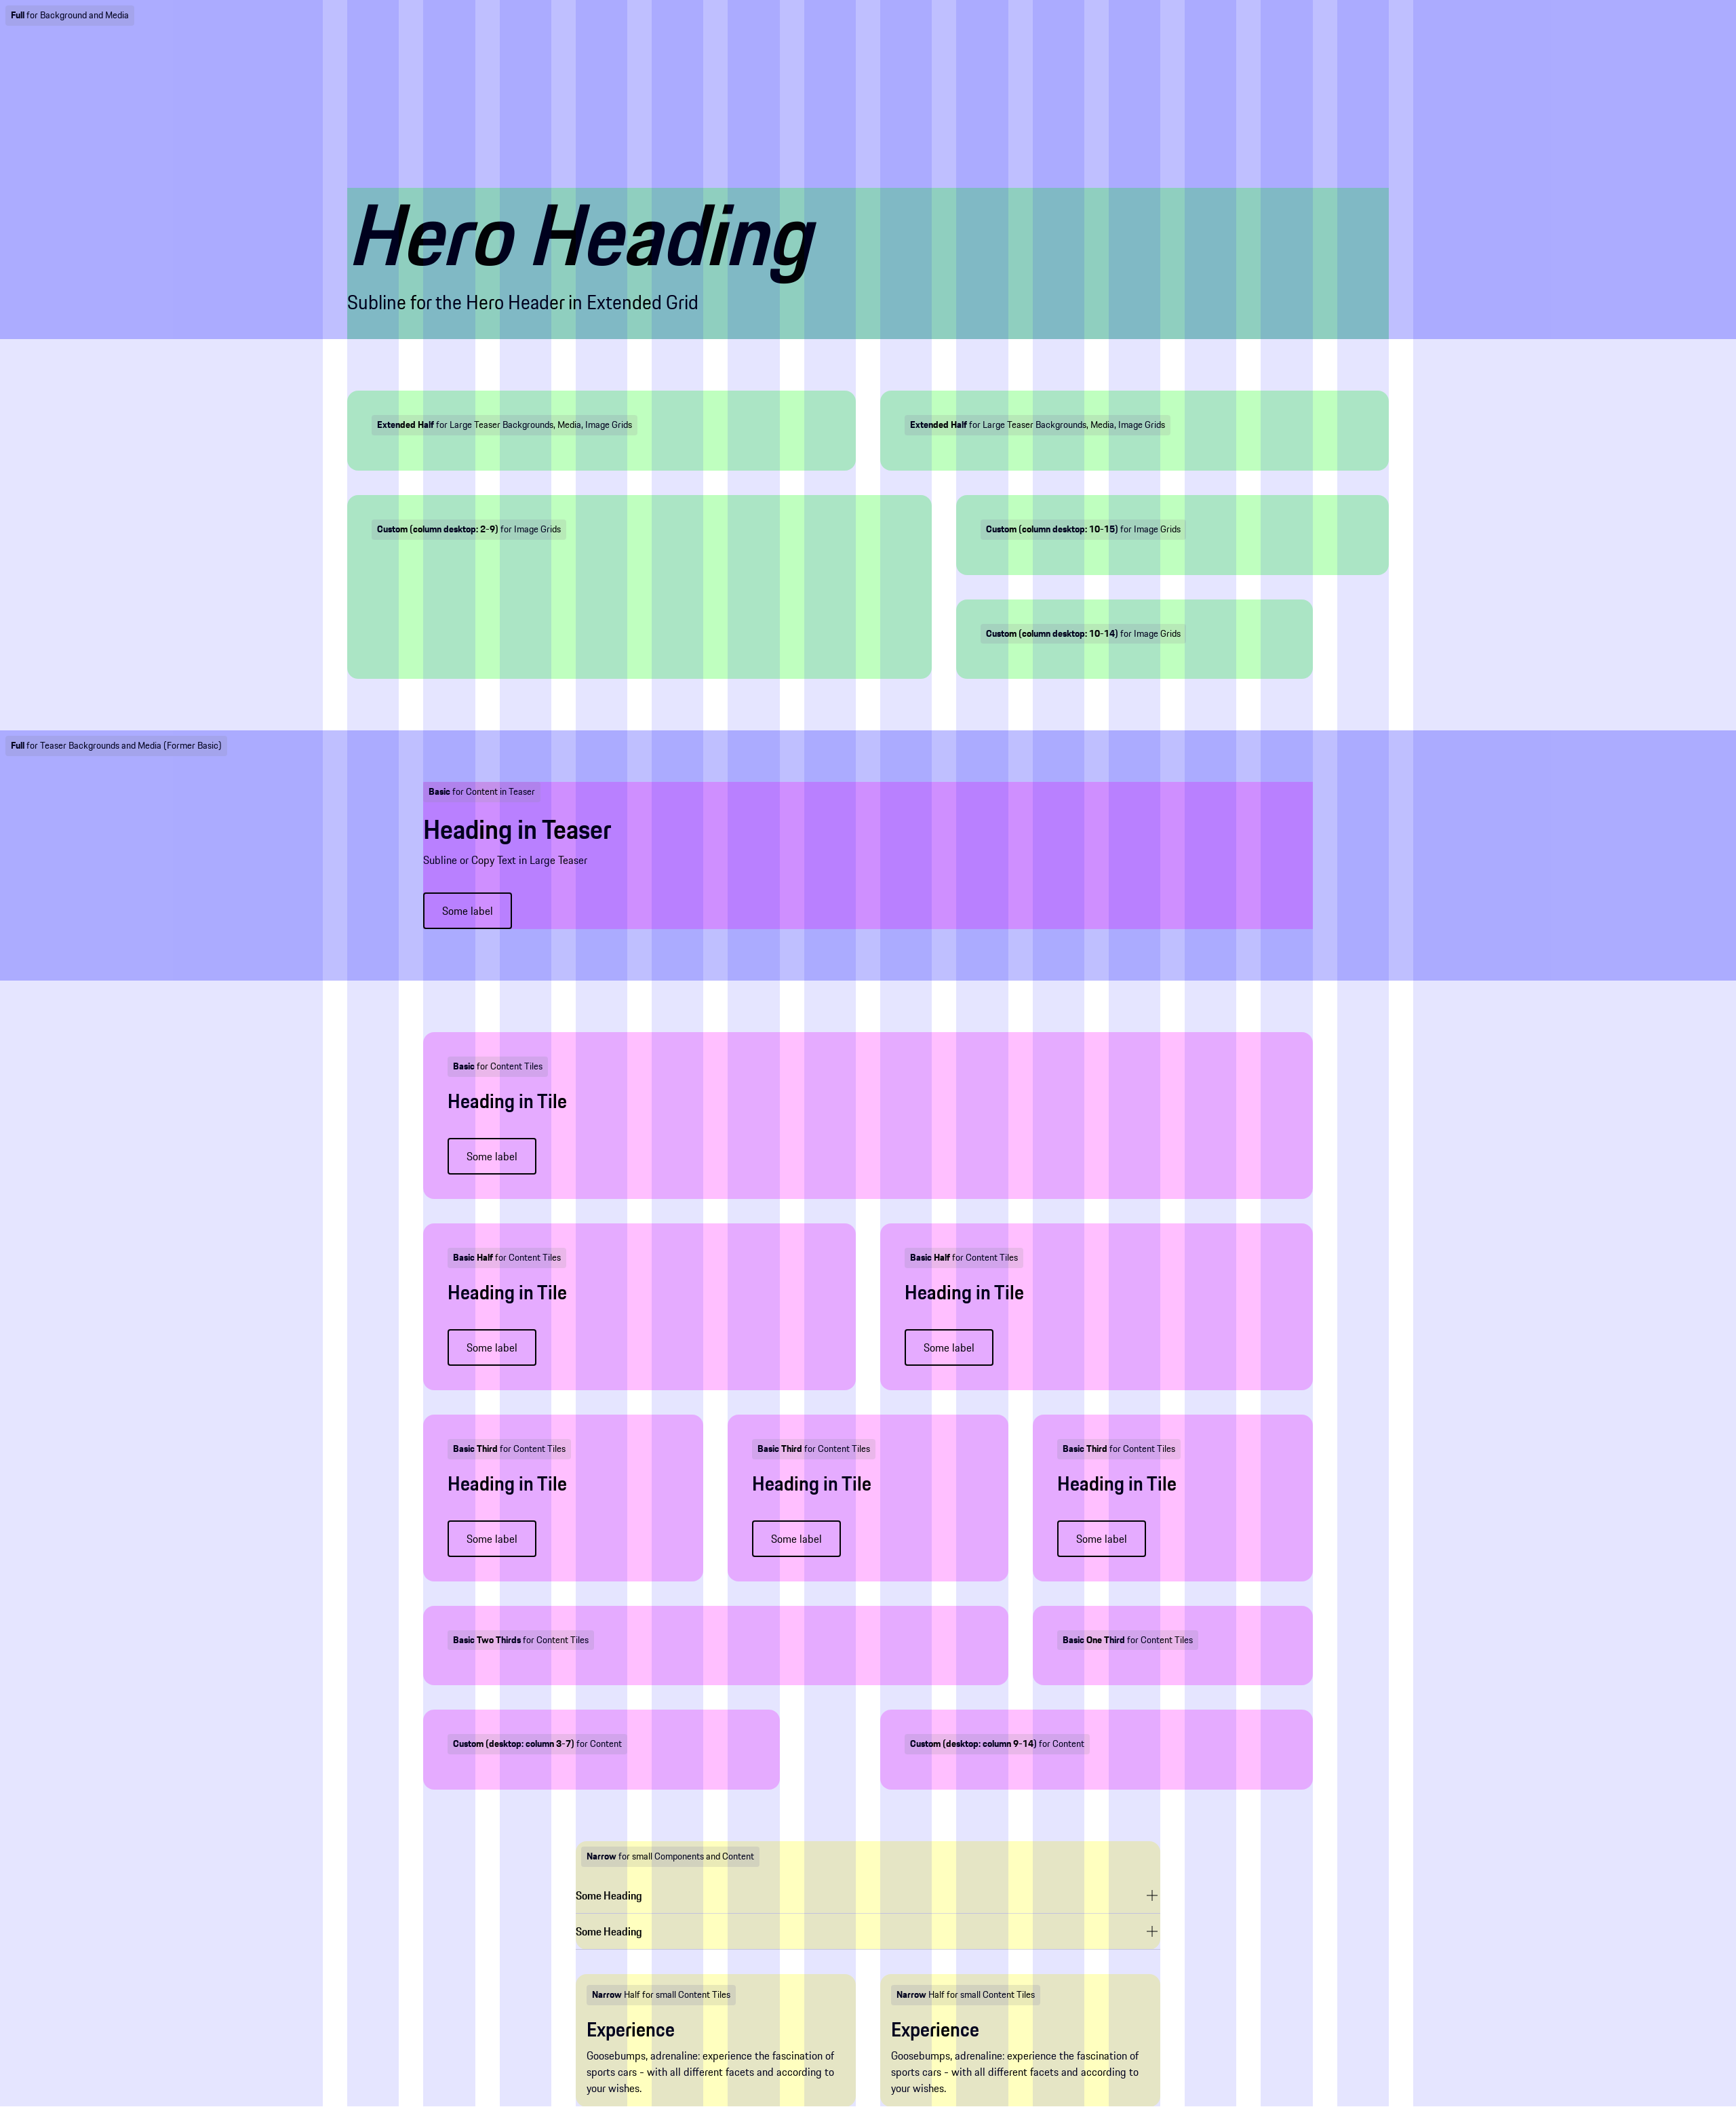 Full for Background and Media
Hero Heading
Subline for the Hero Header in Extended Grid
Extended Half for Large Teaser Backgrounds, Media, Image Grids
Extended Half for Large Teaser Backgrounds, Media, Image Grids
Custom (column desktop: 2-9) for Image Grids
Custom (column desktop: 10-15) for Image Grids
Custom (column desktop: 10-14) for Image Grids
Full for Teaser Backgrounds and Media (Former Basic)
Basic for Content in Teaser
Heading in Teaser
Subline or Copy Text in Large Teaser
Some label
Basic for Content Tiles
Heading in Tile
Some label
Basic Half for Content Tiles
Heading in Tile
Some label
Basic Half for Content Tiles
Heading in Tile
Some label
Basic Third for Content Tiles
Heading in Tile
Some label
Basic Third for Content Tiles
Heading in Tile
Some label
Basic Third for Content Tiles
Heading in Tile
Some label
Basic Two Thirds for Content Tiles
Basic One Third for Content Tiles
Custom (desktop: column 3-7) for Content
Custom (desktop: column 9-14) for Content
Narrow for small Components and Content
Some Heading
Some Heading
Narrow Half for small Content Tiles
Experience
Goosebumps, adrenaline: experience the fascination of
sports cars - with all different facets and according to
your wishes.
Narrow Half for small Content Tiles
Experience
Goosebumps, adrenaline: experience the fascination of
sports cars - with all different facets and according to
your wishes.